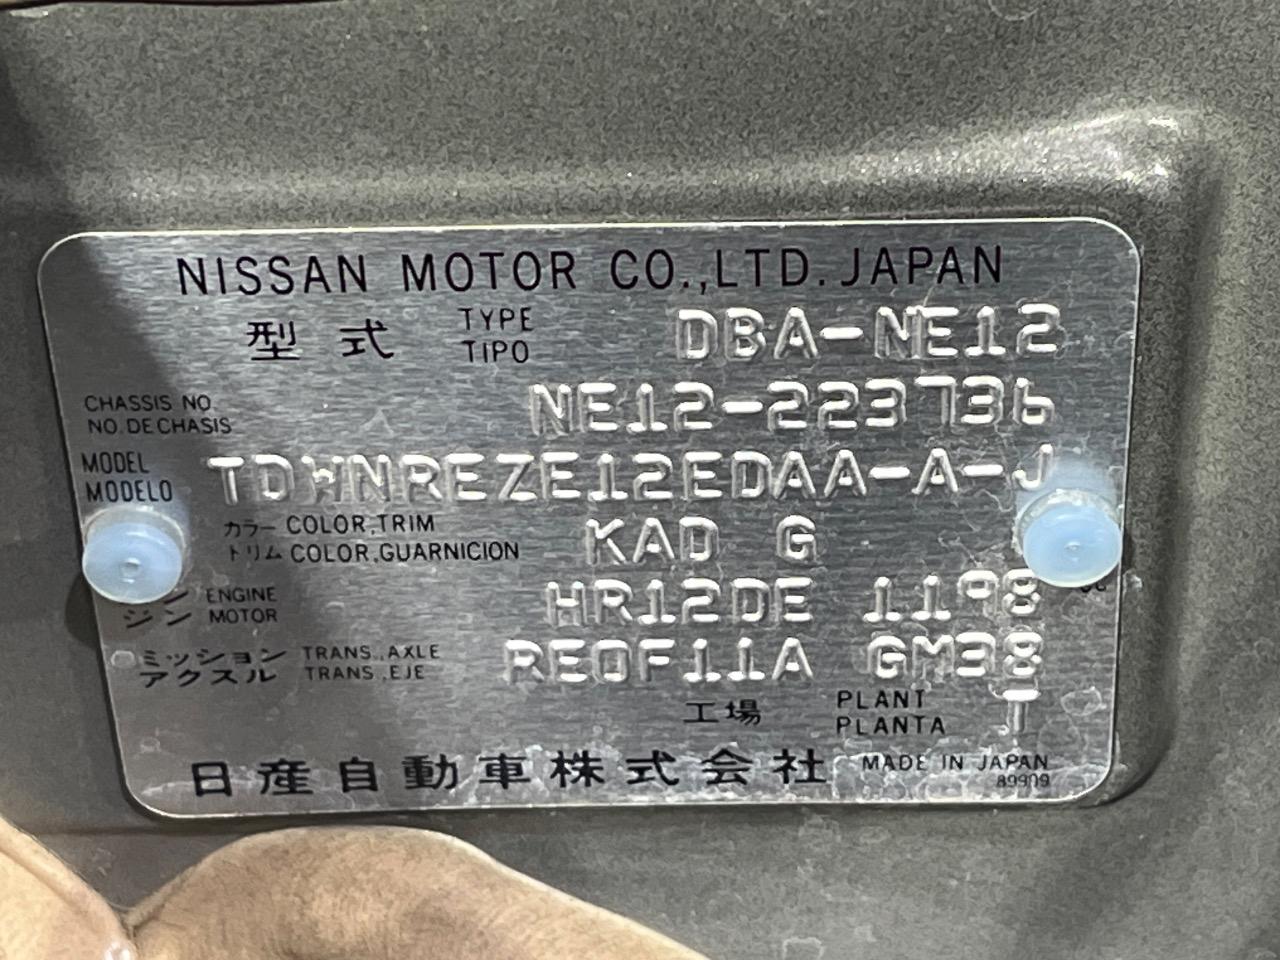 NISSAN MOTOR CO.,LTD. JAPAN
型式 TYPE DBA-NE12
TIPO
CHASSIS NO. NE12-223736
NO. DE CHASIS
MODEL TDWNREZE12EDAA-A-J
MODELO
カラー COLOR,TRIM KAD G
トリム COLOR,GUARNICION
ン ENGINE HR12DE 1198
ジン MOTOR
ミッション TRANS.,AXLE RE0F11A GM38
アクスル TRANS.,EJE
工場 PLANT T
PLANTA
日産自動車株式会社 MADE IN JAPAN
89909